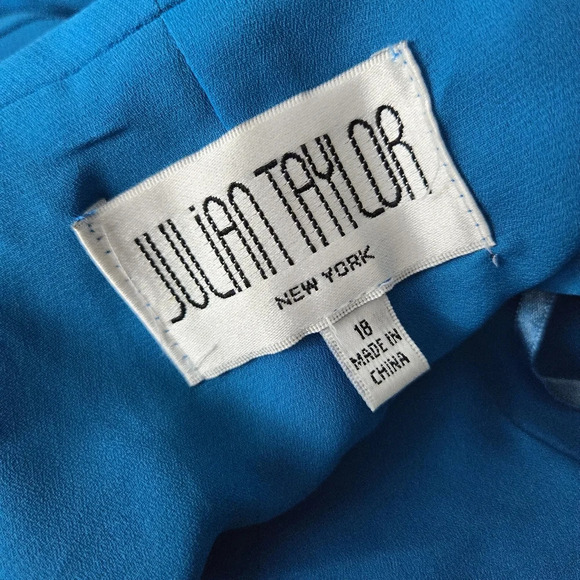 JULiAN TAYLOR
NEW YORK
18
MADE IN
CHINA